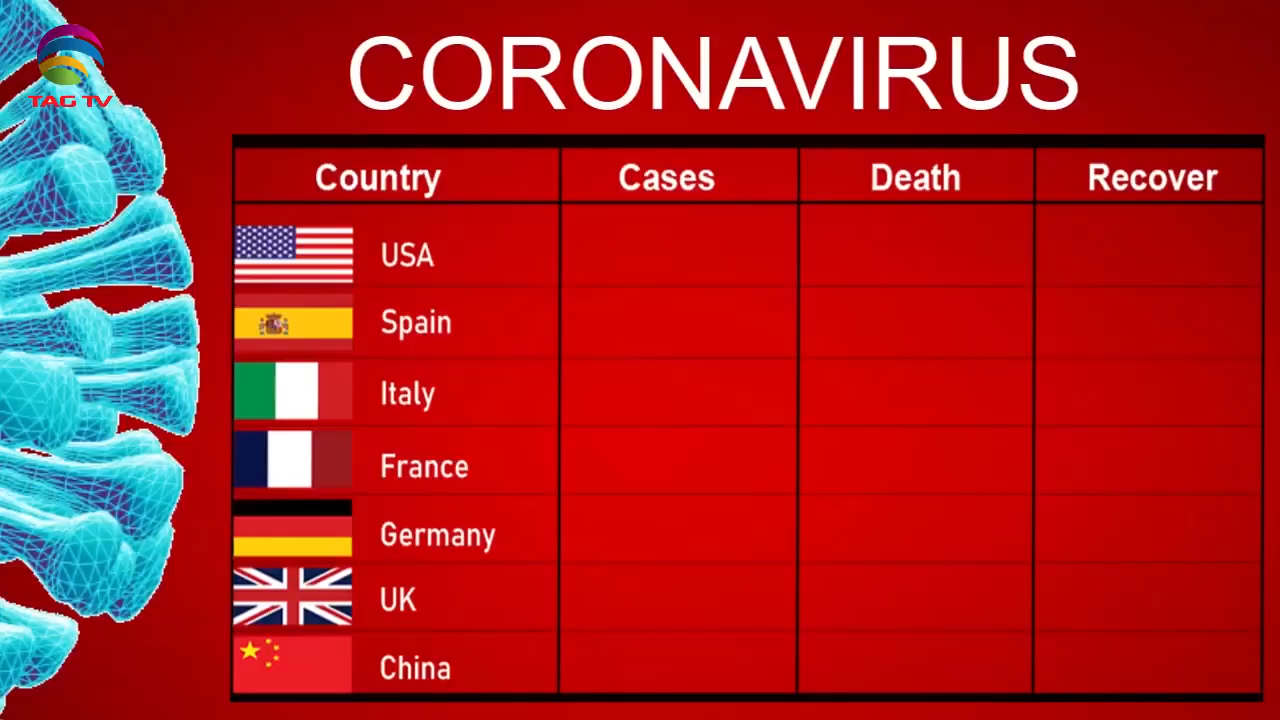 TAG TV
CORONAVIRUS
Country Cases Death Recover
USA
Spain
Italy
France
Germany
UK
China